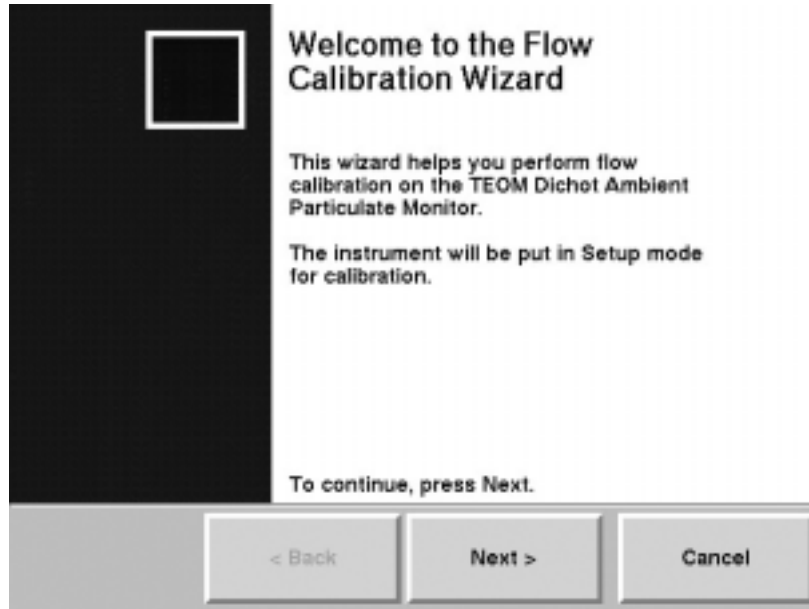 Welcome to the Flow
Calibration Wizard
This wizard helps you perform flow
calibration on the TEOM Dichot Ambient
Particulate Monitor.
The instrument will be put in Setup mode
for calibration.
To continue, press Next.
< Back
Next >
Cancel